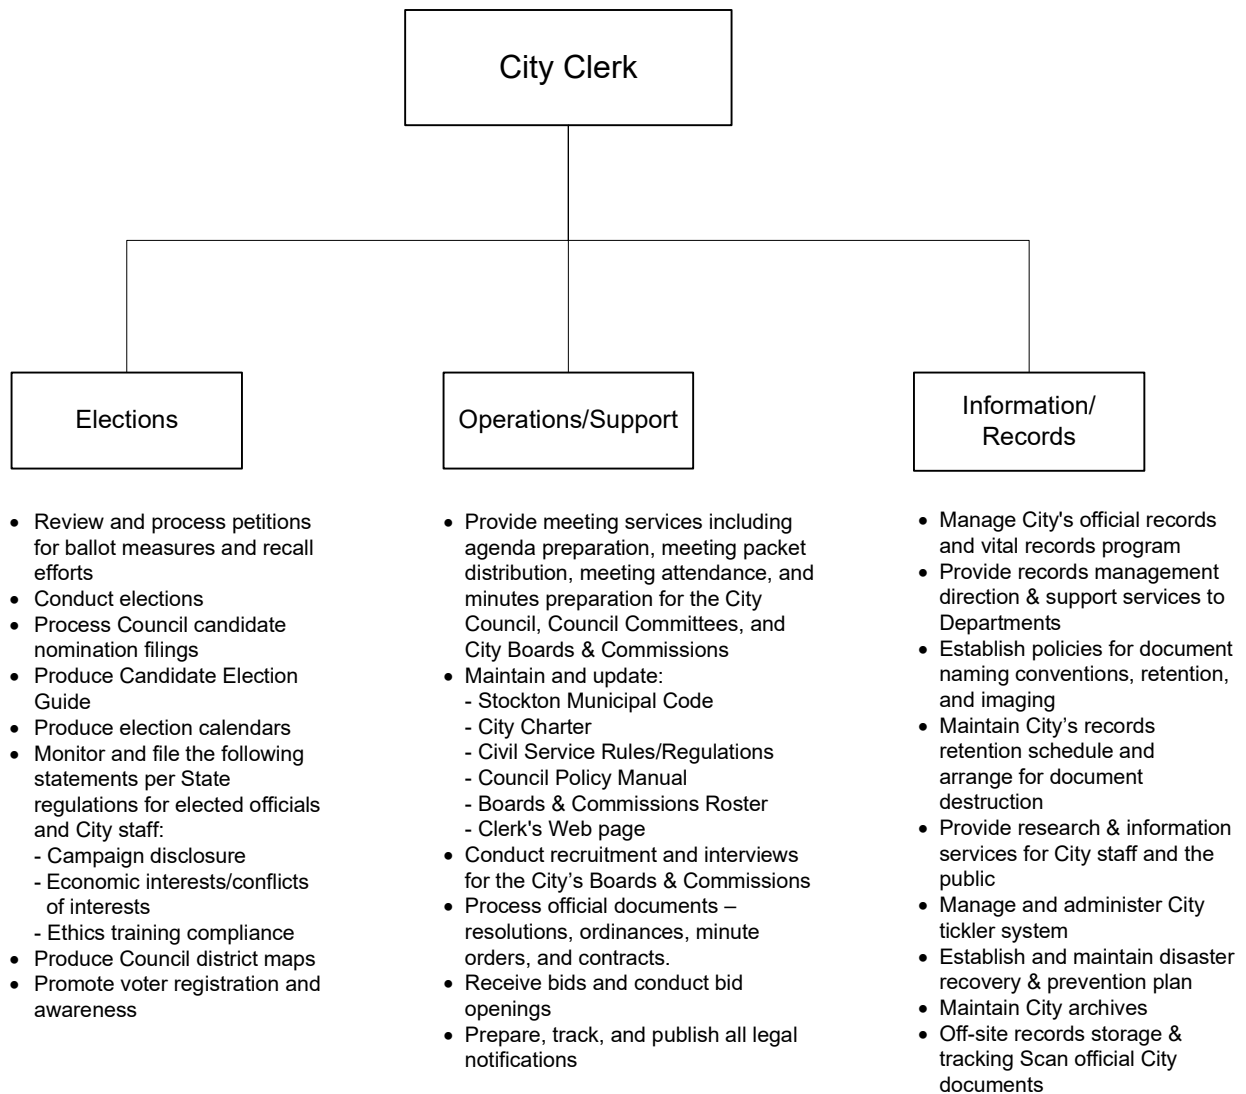 City Clerk
Elections
• Review and process petitions
for ballot measures and recall
efforts
• Conduct elections
• Process Council candidate
nomination filings
• Produce Candidate Election
Guide
• Produce election calendars
• Monitor and file the following
statements per State
regulations for elected officials
and City staff:
- Campaign disclosure
- Economic interests/conflicts
of interests
- Ethics training compliance
• Produce Council district maps
• Promote voter registration and
awareness
Operations/Support
• Provide meeting services including
agenda preparation, meeting packet
distribution, meeting attendance, and
minutes preparation for the City
Council, Council Committees, and
City Boards & Commissions
• Maintain and update:
- Stockton Municipal Code
- City Charter
- Civil Service Rules/Regulations
- Council Policy Manual
- Boards & Commissions Roster
- Clerk's Web page
• Conduct recruitment and interviews
for the City’s Boards & Commissions
• Process official documents –
resolutions, ordinances, minute
orders, and contracts.
• Receive bids and conduct bid
openings
• Prepare, track, and publish all legal
notifications
Information/
Records
• Manage City's official records
and vital records program
• Provide records management
direction & support services to
Departments
• Establish policies for document
naming conventions, retention,
and imaging
• Maintain City’s records
retention schedule and
arrange for document
destruction
• Provide research & information
services for City staff and the
public
• Manage and administer City
tickler system
• Establish and maintain disaster
recovery & prevention plan
• Maintain City archives
• Off-site records storage &
tracking Scan official City
documents